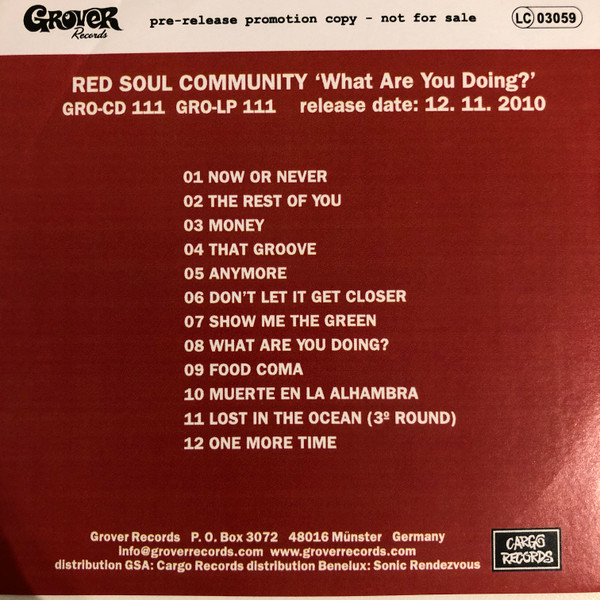 GROVER Records
pre-release promotion copy - not for sale
LC 03059
RED SOUL COMMUNITY ‘What Are You Doing?’
GRO-CD 111 GRO-LP 111 release date: 12. 11. 2010
01 NOW OR NEVER
02 THE REST OF YOU
03 MONEY
04 THAT GROOVE
05 ANYMORE
06 DON’T LET IT GET CLOSER
07 SHOW ME THE GREEN
08 WHAT ARE YOU DOING?
09 FOOD COMA
10 MUERTE EN LA ALHAMBRA
11 LOST IN THE OCEAN (3º ROUND)
12 ONE MORE TIME
Grover Records P. O. Box 3072 48016 Münster Germany
info@groverrecords.com www.groverrecords.com
distribution GSA: Cargo Records distribution Benelux: Sonic Rendezvous
CARGO
RECORDS